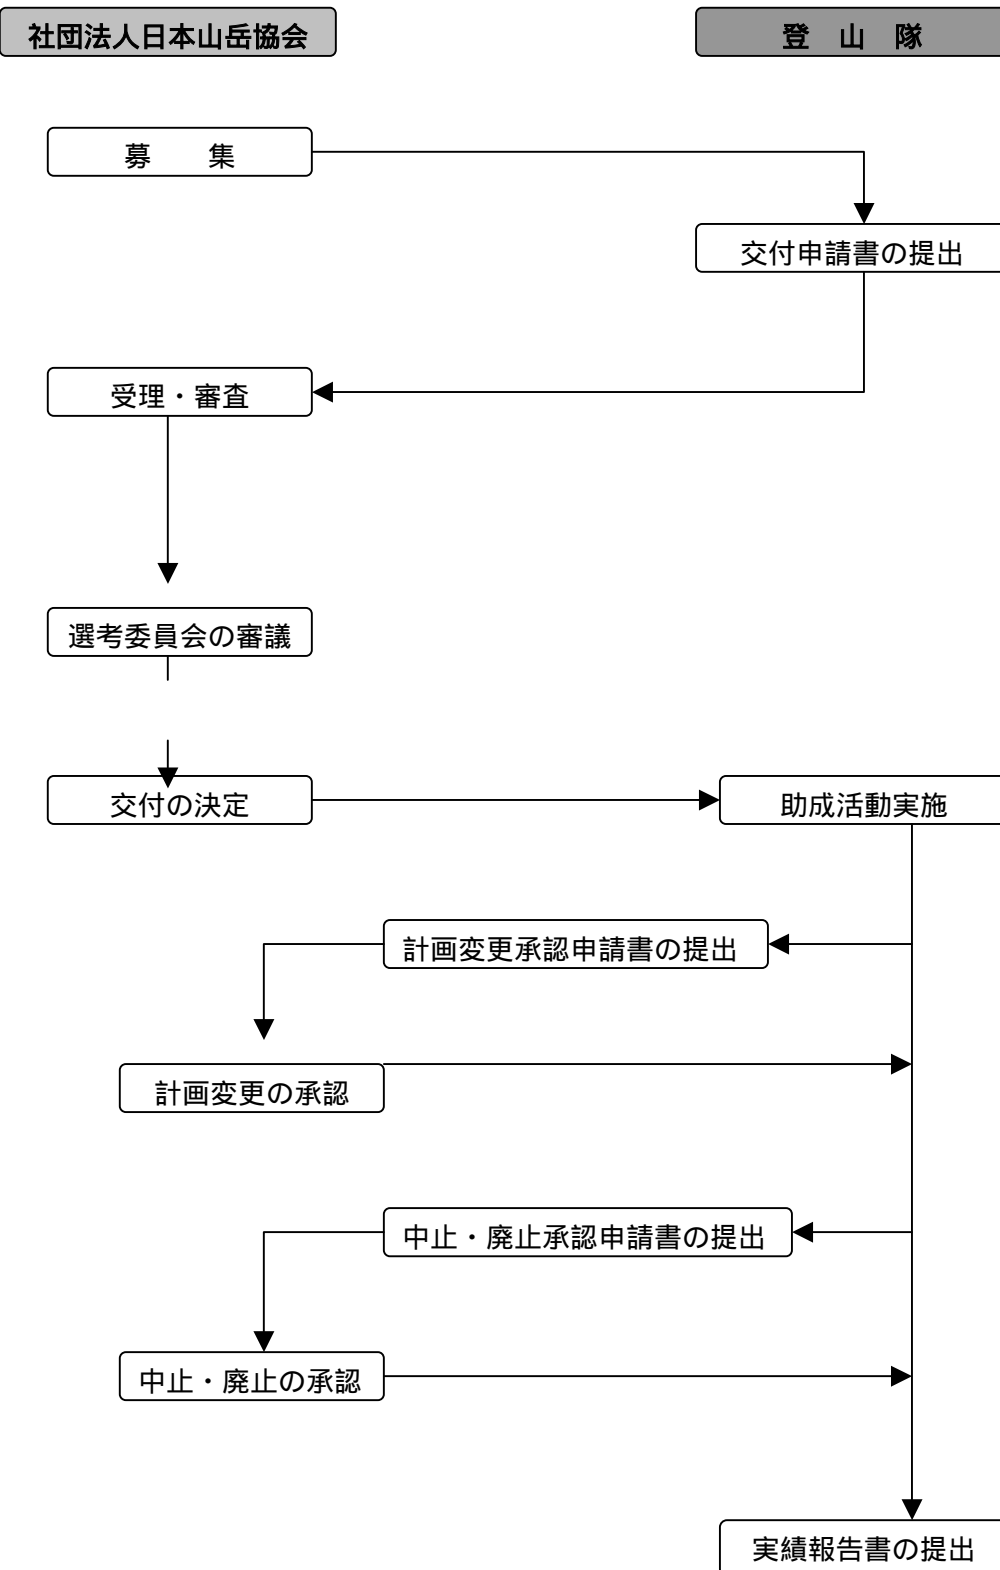 社団法人日本山岳協会
登　山　隊
募　　集
交付申請書の提出
受理・審査
選考委員会の審議
交付の決定
助成活動実施
計画変更承認申請書の提出
計画変更の承認
中止・廃止承認申請書の提出
中止・廃止の承認
実績報告書の提出